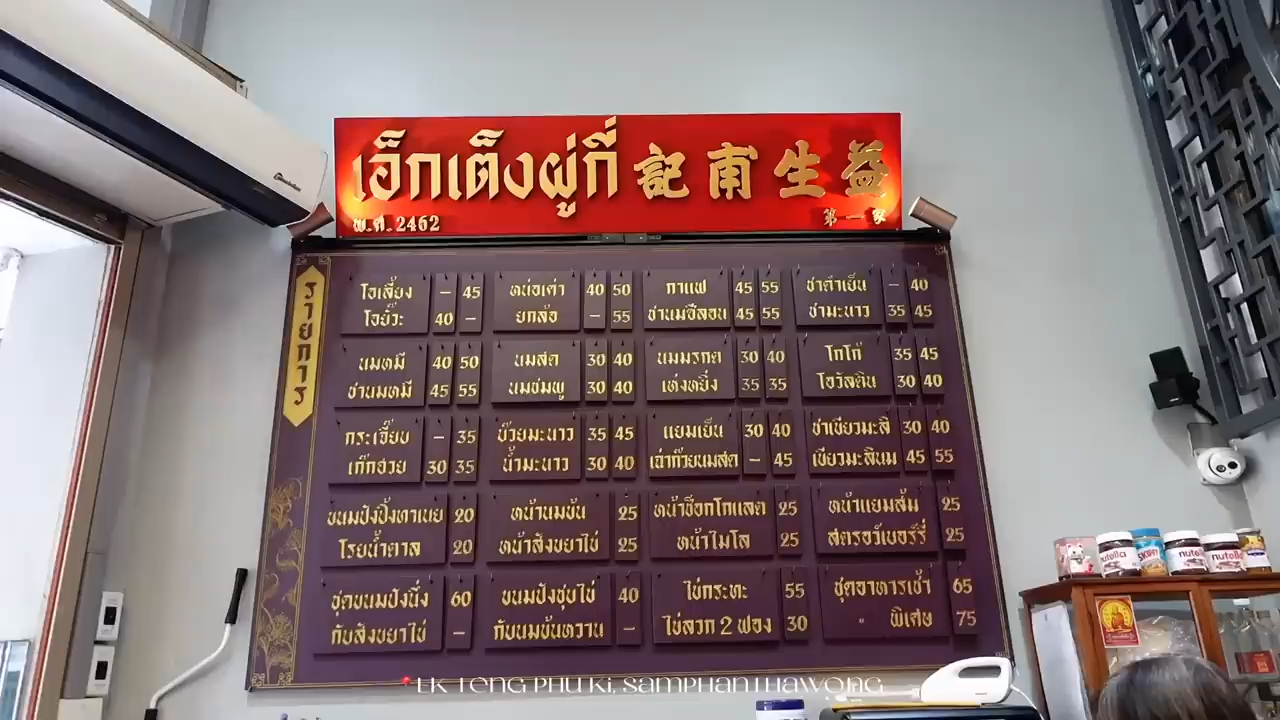 เอ็กเต็งผู่กี่ 記甫生益
พ.ศ.2462 第一家
รายการ
โอเลี้ยง - 45 หน่อเค่า 40 50 กาแฟ 45 55 ชาดำเย็น - 40
โอยั๊วะ 40 - ยกล้อ - 55 ชานมซีลอน 45 55 ชามะนาว 35 45
นมหมี 40 50 นมสด 30 40 นมมรกต 30 40 โกโก้ 35 45
ชานมหมี 45 55 นมชมพู 30 40 เห่งหยิ่ง 35 35 โอวัลติน 30 40
กระเจี๊ยบ - 35 บ๊วยมะนาว 35 45 แยมเย็น 30 40 ชาเขียวมะลิ 30 40
เก๊กฮวย 30 35 น้ำมะนาว 30 40 เฉาก๊วยนมสด - 45 เขียวมะลินม 45 55
ขนมปังปิ้งทาเนย 20 หน้านมข้น 25 หน้าช็อกโกแลต 25 หน้าแยมส้ม 25
โรยน้ำตาล 20 หน้าสังขยาไข่ 25 หน้าไมโล 25 สตรอว์เบอร์รี่ 25
ชุดขนมปังนึ่ง 60 ขนมปังชุบไข่ 40 ไข่กระทะ 55 ชุดอาหารเช้า 65
กับสังขยาไข่ - กับนมข้นหวาน - ไข่ลวก 2 ฟอง 30 " พิเศษ 75
nutella SKIPPY nutella nutella
EK TENG PHU KI, SAMPHANTHAWONG